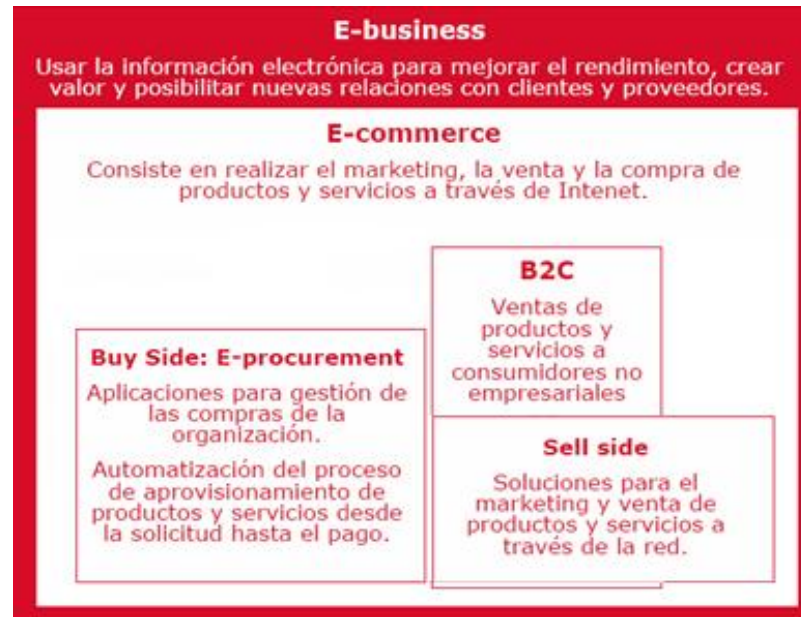 E-business
Usar la información electrónica para mejorar el rendimiento, crear
valor y posibilitar nuevas relaciones con clientes y proveedores.
E-commerce
Consiste en realizar el marketing, la venta y la compra de
productos y servicios a través de Intenet.
B2C
Ventas de
productos y
servicios a
consumidores no
empresariales
Buy Side: E-procurement
Aplicaciones para gestión de
las compras de la
organización.
Automatización del proceso
de aprovisionamiento de
productos y servicios desde
la solicitud hasta el pago.
Sell side
Soluciones para el
marketing y venta de
productos y servicios a
través de la red.